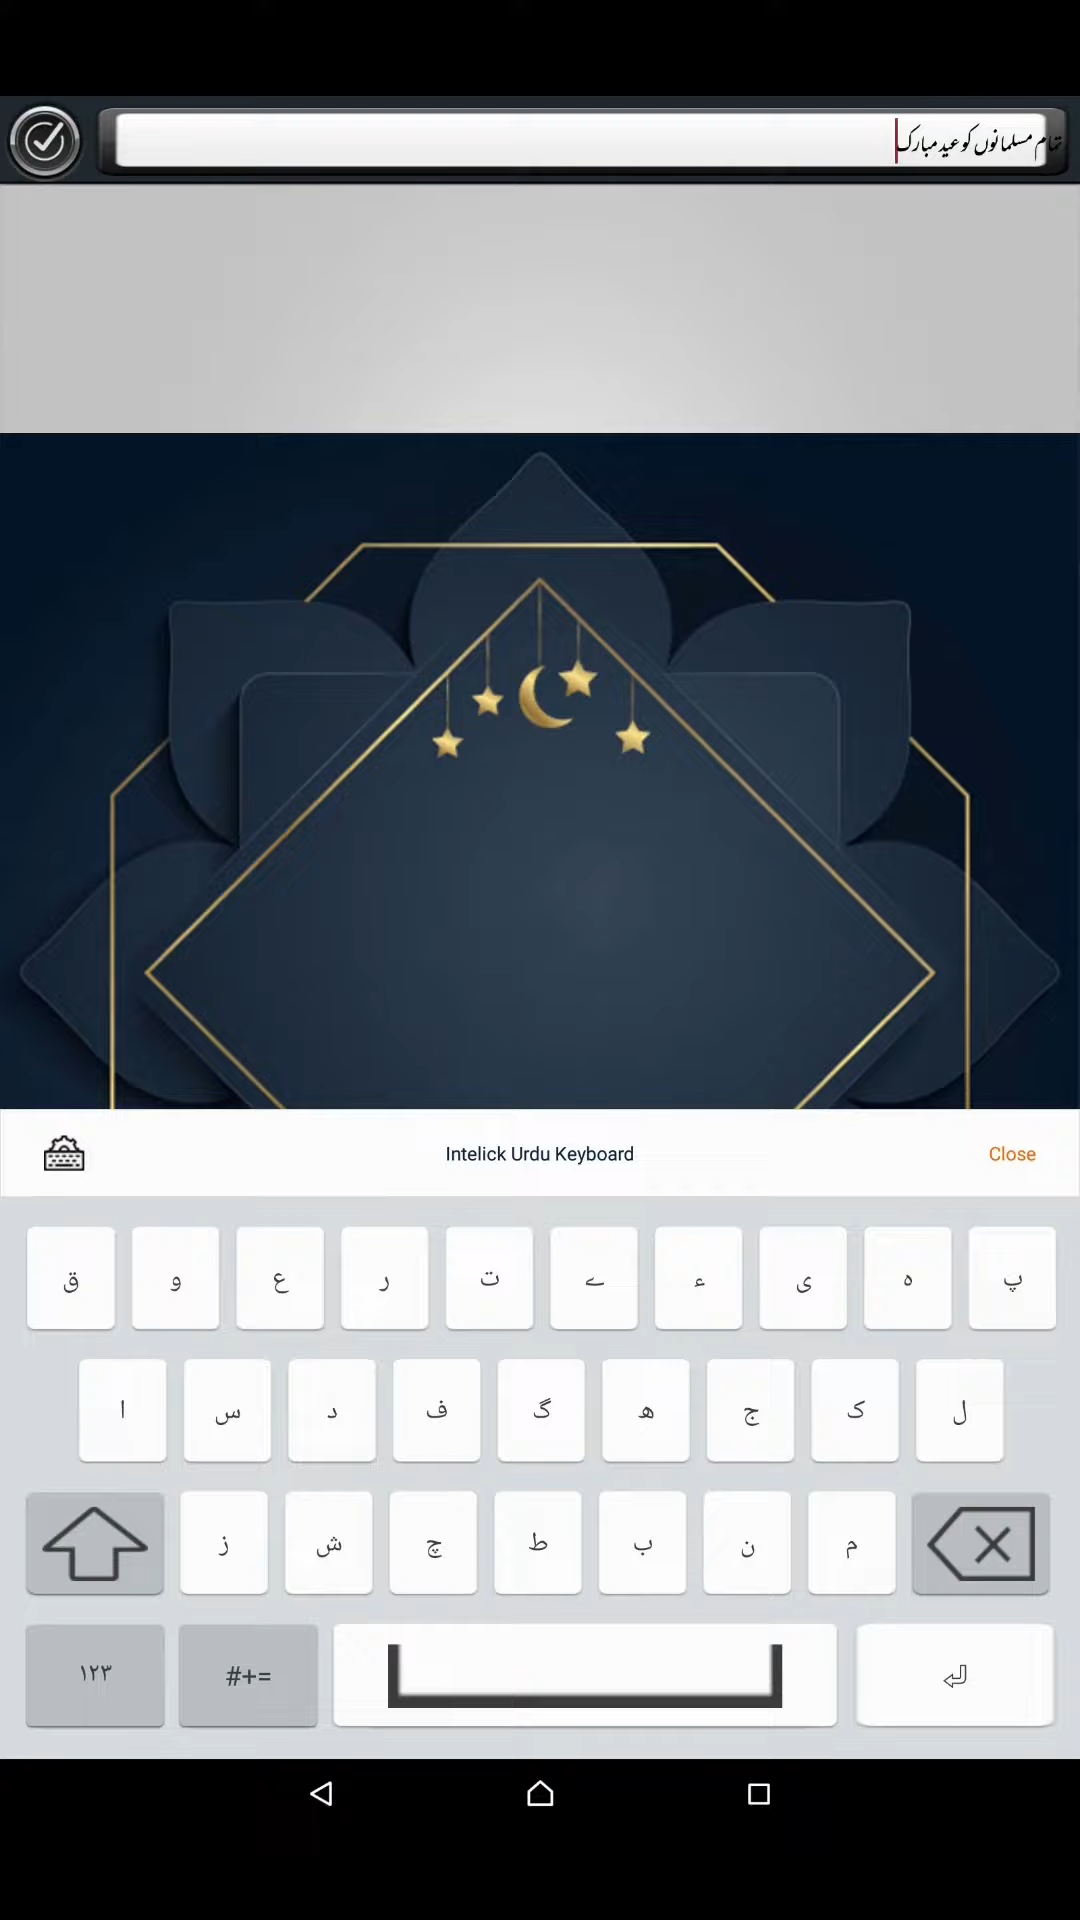 تمام مسلمانوں کو عید مبارک
Intelick Urdu Keyboard
Close
ق و ع ر ت ے ء ی ہ پ
ا س د ف گ ھ ج ک ل
ز ش چ ط ب ن م
۱۲۳ #+=